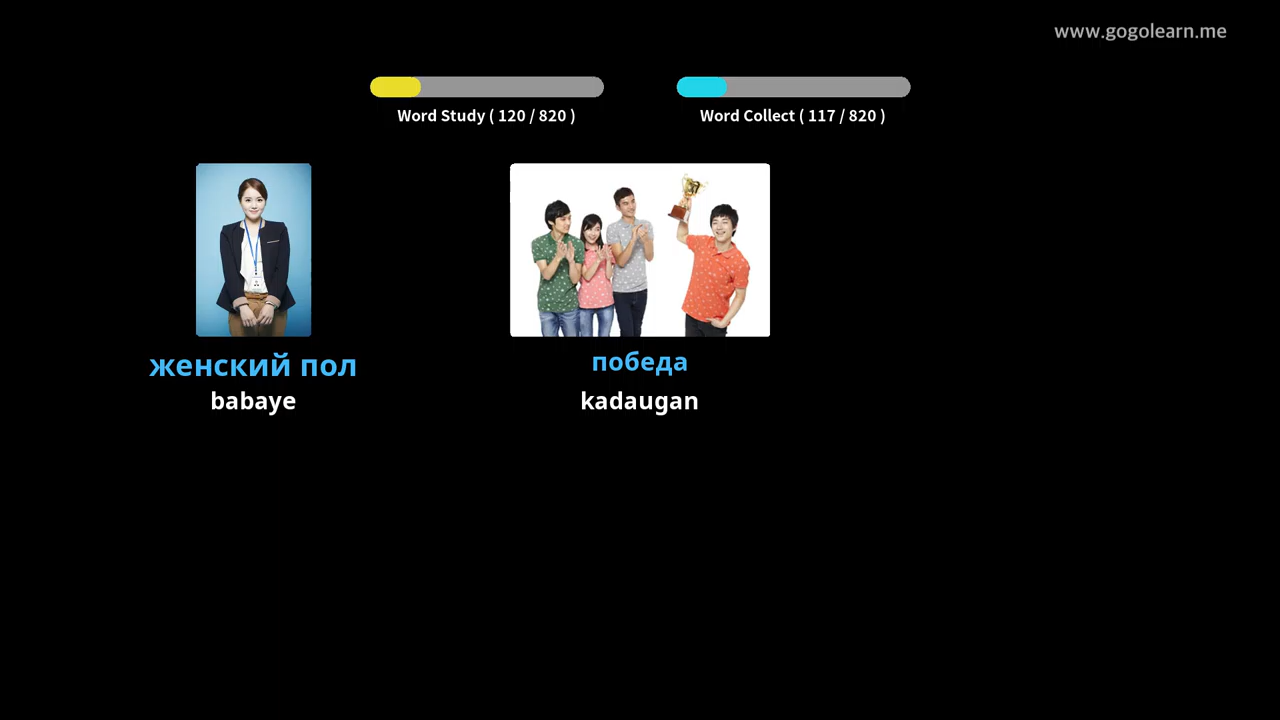 www.gogolearn.me
Word Study ( 120 / 820 )
Word Collect ( 117 / 820 )
женский пол
babaye
победа
kadaugan